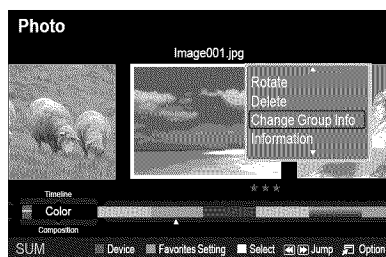 Photo
Image001.jpg
Rotate
Delete
Change Group Info
Information
Timeline
Color
Composition
SUM Device Favorites Setting Select Jump Option